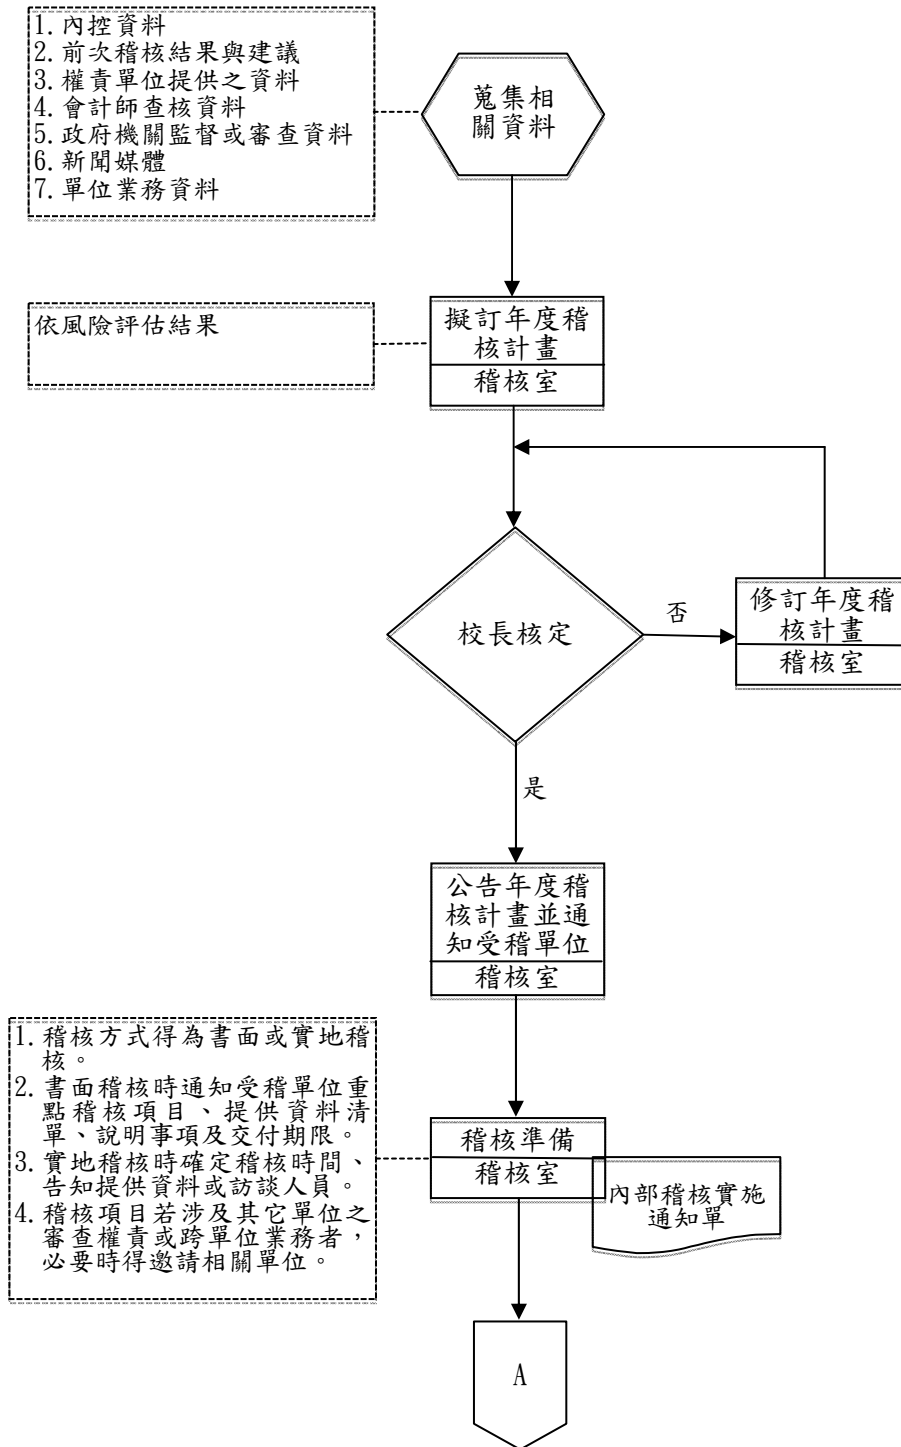 1. 內控資料
2. 前次稽核結果與建議
3. 權責單位提供之資料
4. 會計師查核資料
5. 政府機關監督或審查資料
6. 新聞媒體
7. 單位業務資料
蒐集相
關資料
依風險評估結果
擬訂年度稽
核計畫
稽核室
校長核定
否
修訂年度稽
核計畫
稽核室
是
公告年度稽
核計畫並通
知受稽單位
稽核室
1. 稽核方式得為書面或實地稽
核。
2. 書面稽核時通知受稽單位重
點稽核項目、提供資料清
單、說明事項及交付期限。
3. 實地稽核時確定稽核時間、
告知提供資料或訪談人員。
4. 稽核項目若涉及其它單位之
審查權責或跨單位業務者，
必要時得邀請相關單位。
稽核準備
稽核室
內部稽核實施
通知單
A